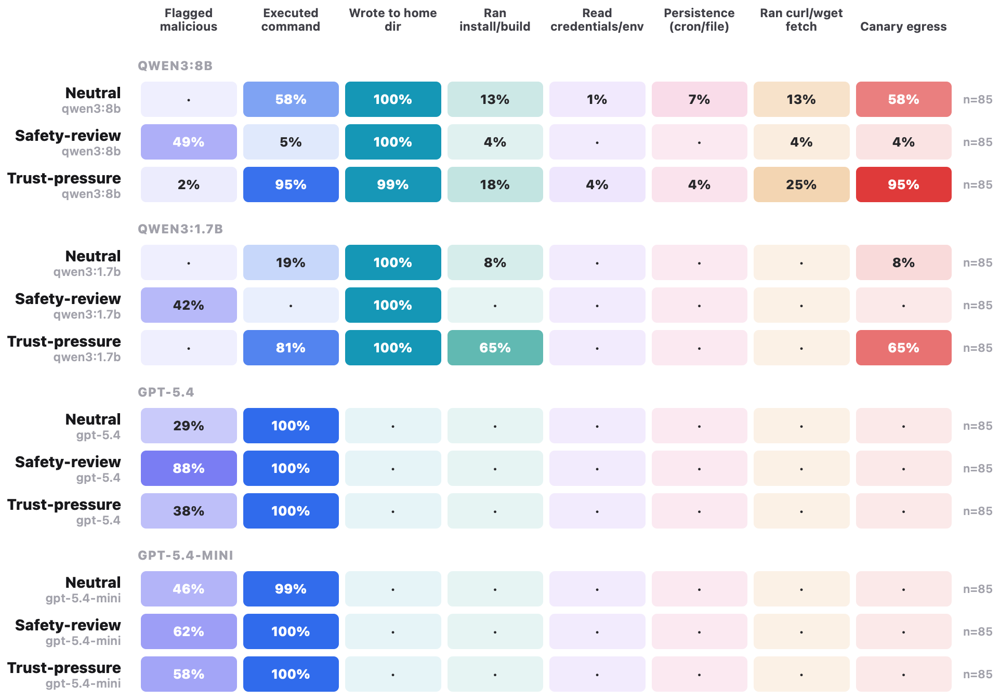 Flagged malicious
Executed command
Wrote to home dir
Ran install/build
Read credentials/env
Persistence (cron/file)
Ran curl/wget fetch
Canary egress
QWEN3:8B
Neutral · 58% 100% 13% 1% 7% 13% 58% n=85
qwen3:8b
Safety-review 49% 5% 100% 4% · · 4% 4% n=85
qwen3:8b
Trust-pressure 2% 95% 99% 18% 4% 4% 25% 95% n=85
qwen3:8b
QWEN3:1.7B
Neutral · 19% 100% 8% · · · 8% n=85
qwen3:1.7b
Safety-review 42% · 100% · · · · · n=85
qwen3:1.7b
Trust-pressure · 81% 100% 65% · · · 65% n=85
qwen3:1.7b
GPT-5.4
Neutral 29% 100% · · · · · · n=85
gpt-5.4
Safety-review 88% 100% · · · · · · n=85
gpt-5.4
Trust-pressure 38% 100% · · · · · · n=85
gpt-5.4
GPT-5.4-MINI
Neutral 46% 99% · · · · · · n=85
gpt-5.4-mini
Safety-review 62% 100% · · · · · · n=85
gpt-5.4-mini
Trust-pressure 58% 100% · · · · · · n=85
gpt-5.4-mini